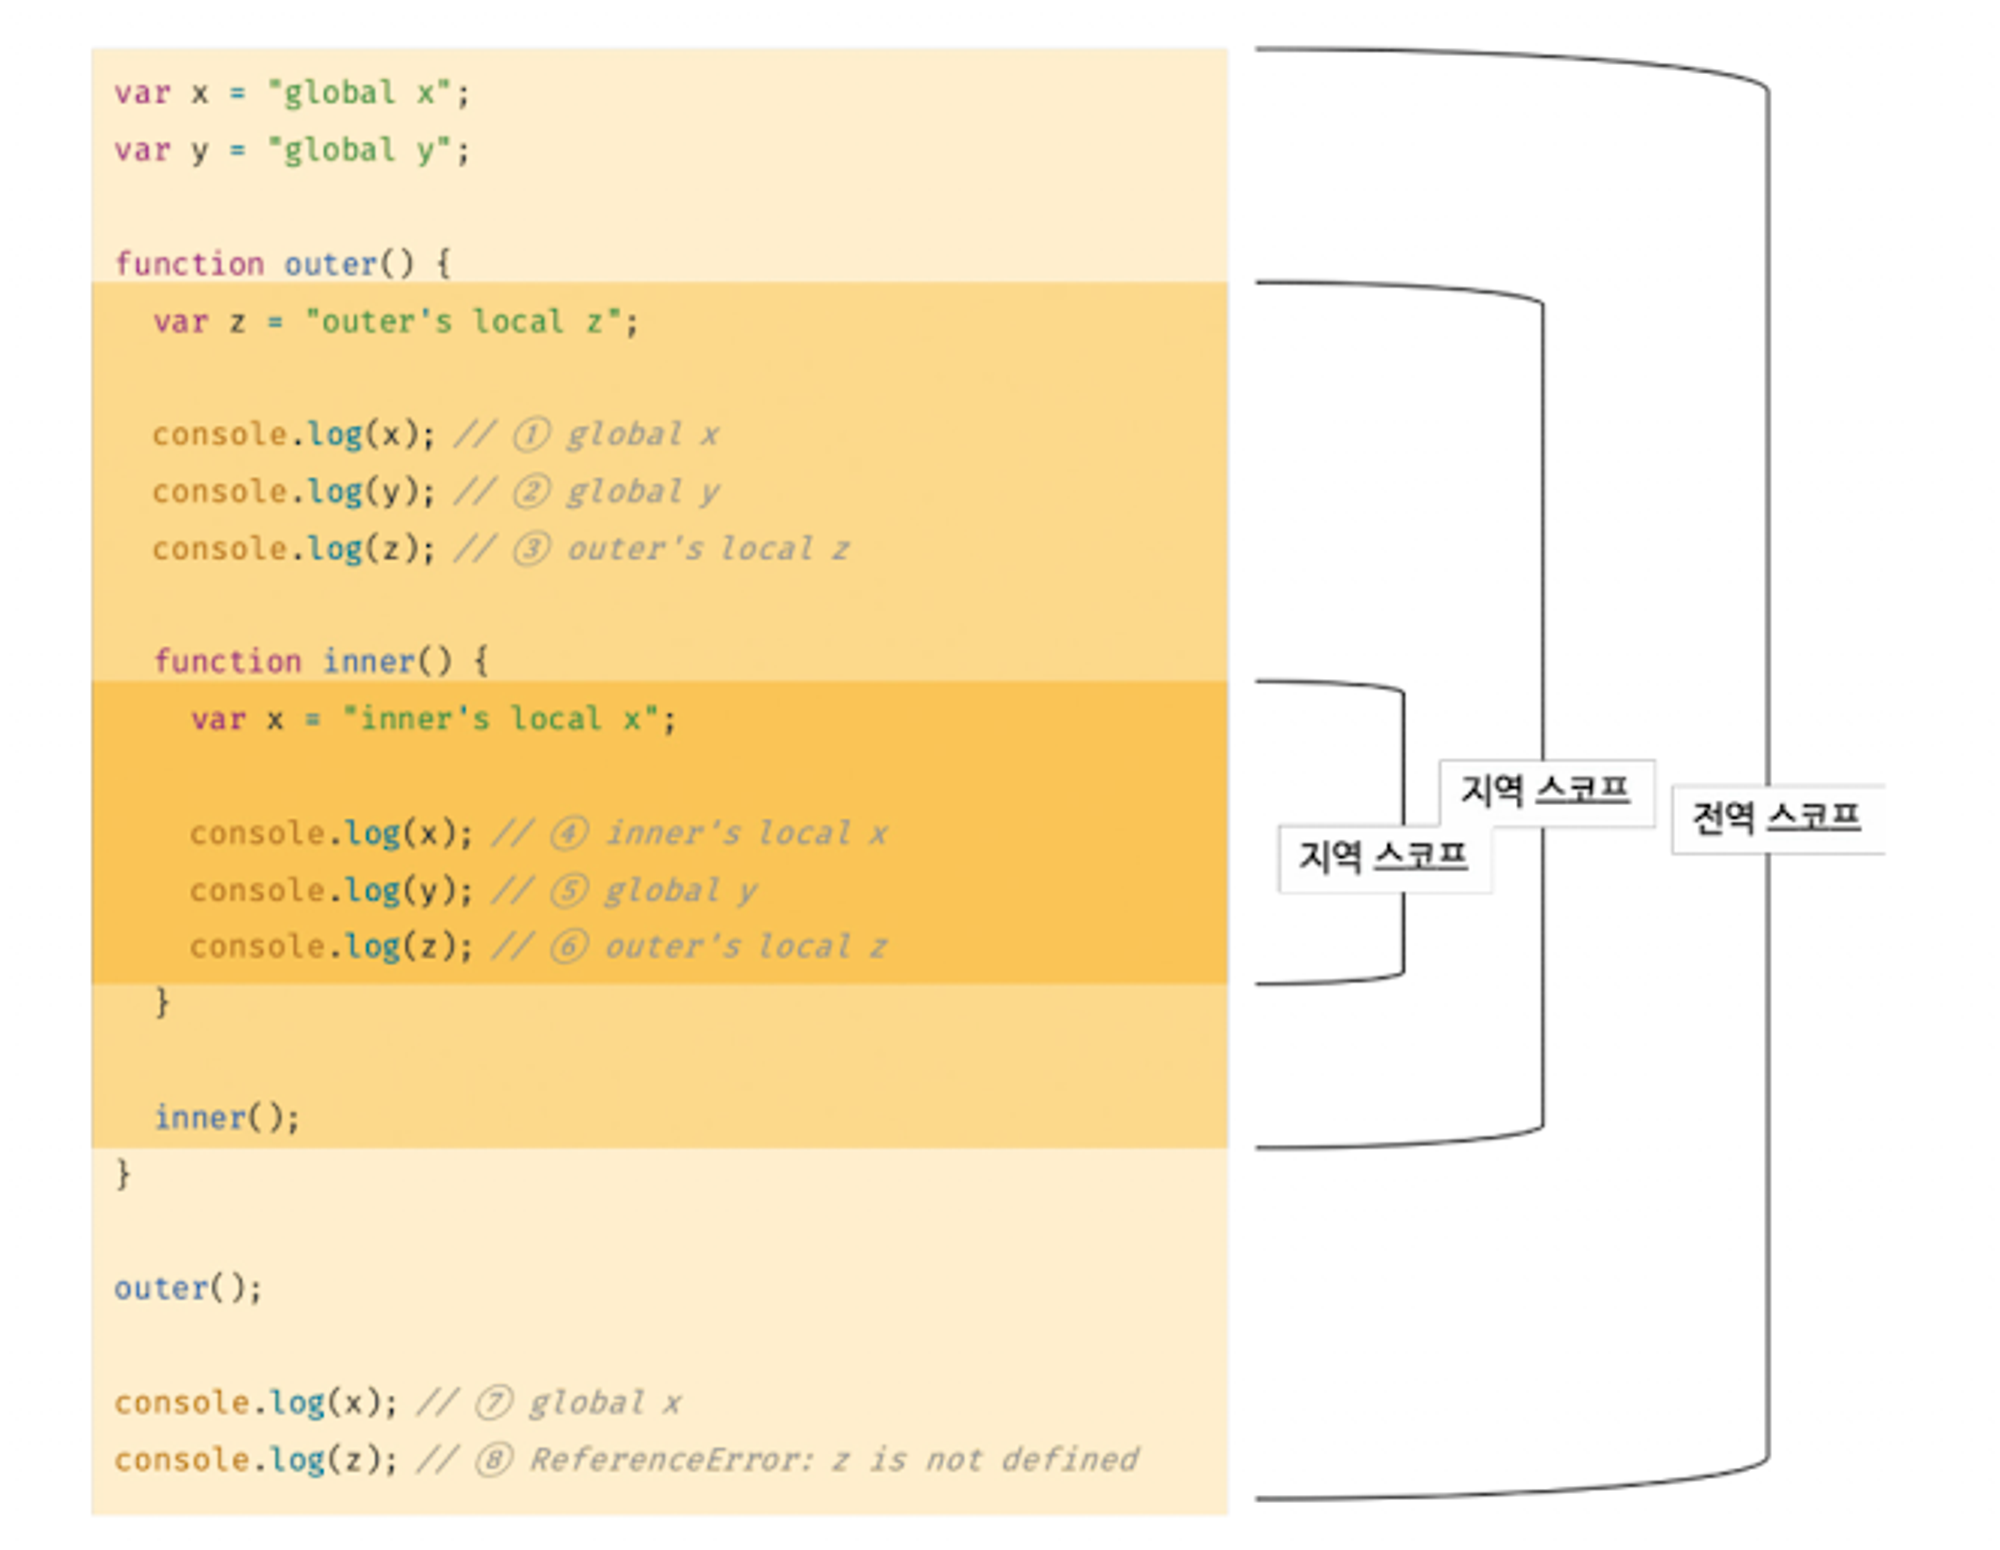 var x = "global x";
var y = "global y";
function outer() {
var z = "outer's local z";
console.log(x); // ① global x
console.log(y); // ② global y
console.log(z); // ③ outer's local z
function inner() {
var x = "inner's local x";
console.log(x); // ④ inner's local x
console.log(y); // ⑤ global y
console.log(z); // ⑥ outer's local z
}
inner();
}
outer();
console.log(x); // ⑦ global x
console.log(z); // ⑧ ReferenceError: z is not defined
지역 스코프
지역 스코프
전역 스코프